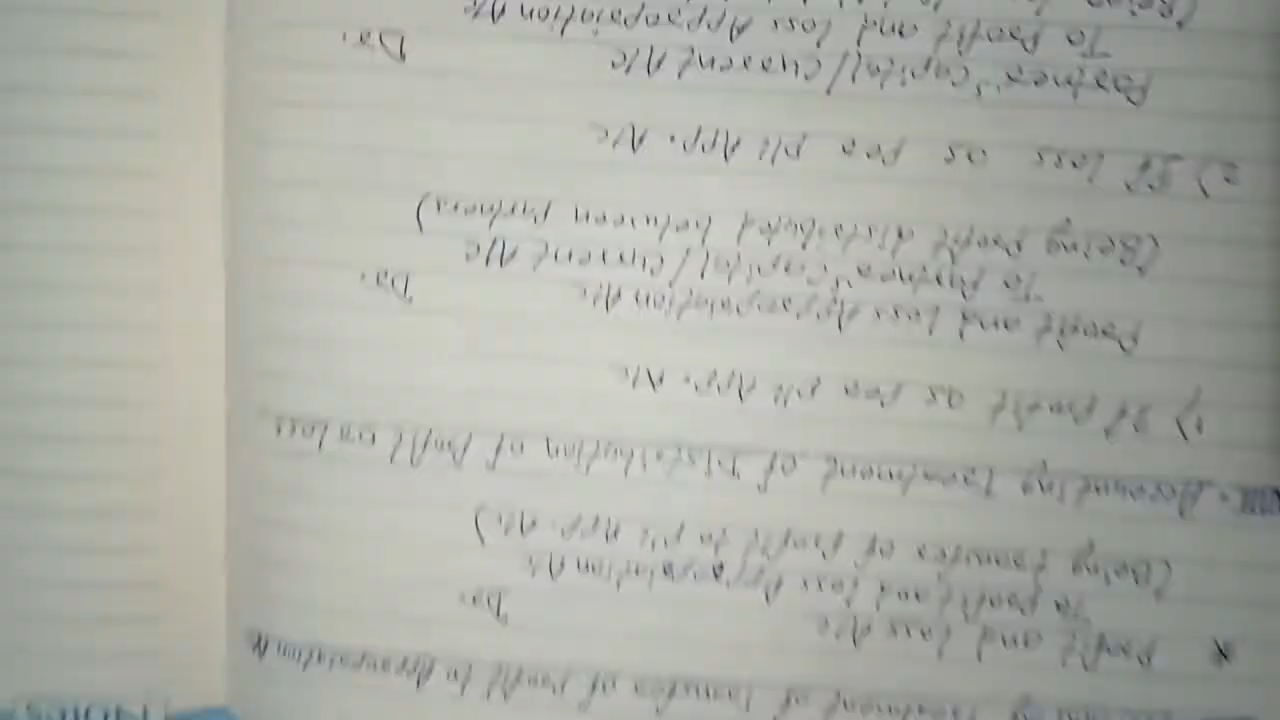 Treatment of Transfer of Profit to Appropriation A/c
* Profit and Loss A/c Dr.
To Profit and Loss Appropriation A/c
(Being transfer of Profit to P/L App. A/c)
Accounting Treatment of Distribution of Profit or Loss
1) If Profit as per P/L App. A/c
Profit and Loss Appropriation A/c Dr.
To Partner's Capital/Current A/c
(Being Profit distributed between Partners)
2) If Loss as per P/L App. A/c
Partner's Capital/Current A/c Dr.
To Profit and Loss Appropriation A/c
(Being